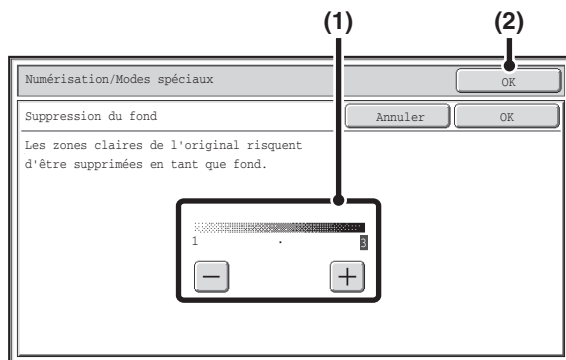 (1) (2)
Numérisation/Modes spéciaux OK
Suppression du fond Annuler OK
Les zones claires de l'original risquent
d'être supprimées en tant que fond.
1 · 3
− +